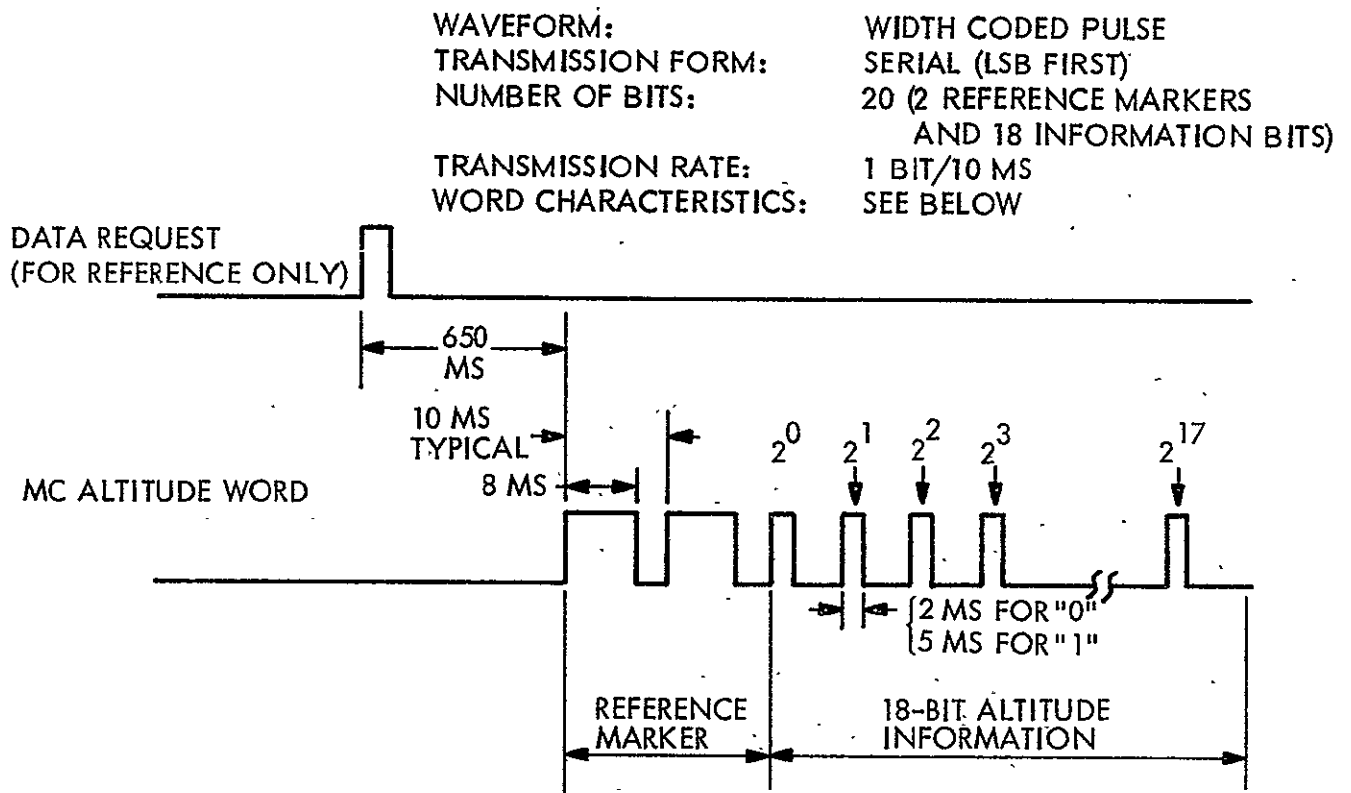 WAVEFORM: WIDTH CODED PULSE
TRANSMISSION FORM: SERIAL (LSB FIRST)
NUMBER OF BITS: 20 (2 REFERENCE MARKERS
AND 18 INFORMATION BITS)
TRANSMISSION RATE: 1 BIT/10 MS
WORD CHARACTERISTICS: SEE BELOW
DATA REQUEST
(FOR REFERENCE ONLY)
650
MS
10 MS
TYPICAL
8 MS
2^0 2^1 2^2 2^3 2^17
MC ALTITUDE WORD
2 MS FOR "0"
5 MS FOR "1"
REFERENCE
MARKER
18-BIT ALTITUDE
INFORMATION